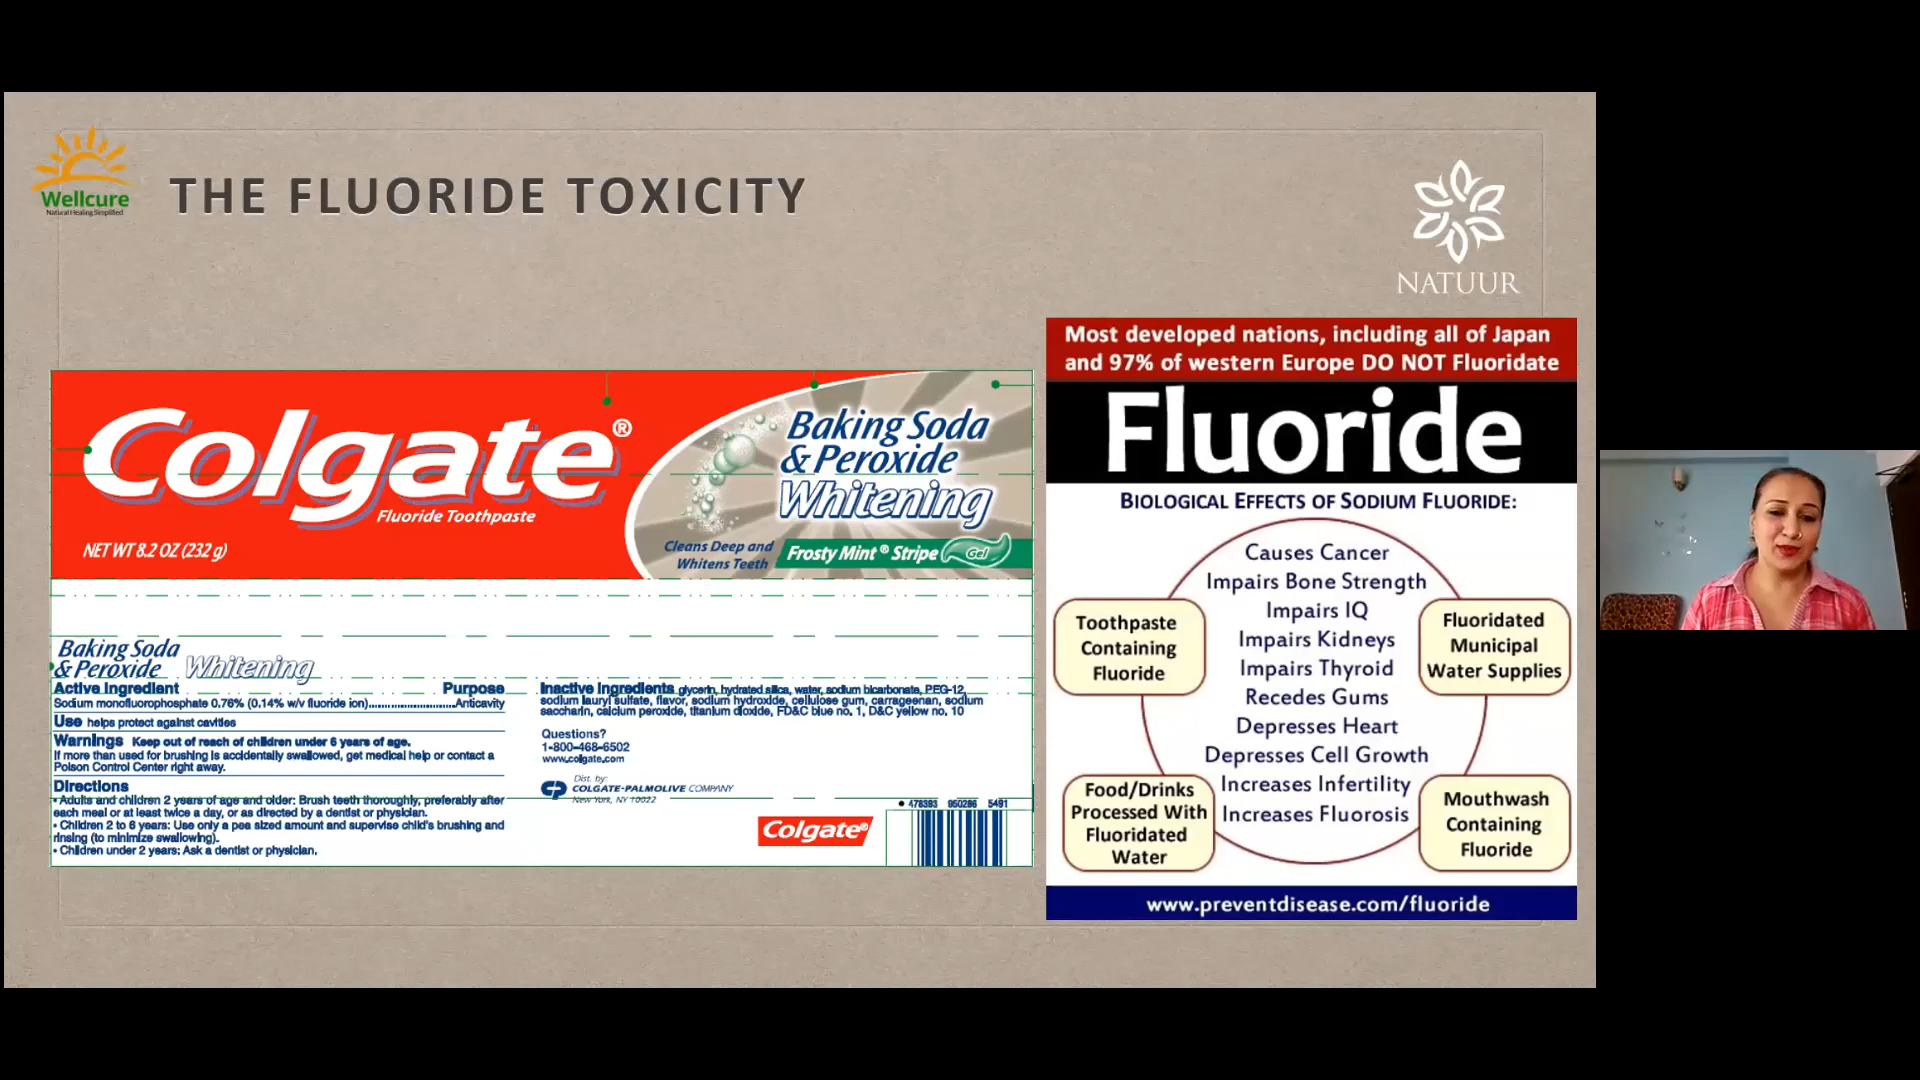 Wellcure
Natural Healing Simplified
THE FLUORIDE TOXICITY
NATUUR
Colgate®
Fluoride Toothpaste
NET WT 8.2 OZ (232 g)
Baking Soda
& Peroxide
Whitening
Cleans Deep and
Whitens Teeth
Frosty Mint® Stripe
Gel
Baking Soda
& Peroxide Whitening
Active Ingredient Purpose
Sodium monofluorophosphate 0.76% (0.14% w/v fluoride ion)..........................Anticavity
Use helps protect against cavities
Warnings Keep out of reach of children under 6 years of age.
If more than used for brushing is accidentally swallowed, get medical help or contact a
Poison Control Center right away.
Directions
• Adults and children 2 years of age and older: Brush teeth thoroughly, preferably after
each meal or at least twice a day, or as directed by a dentist or physician.
• Children 2 to 6 years: Use only a pea sized amount and supervise child's brushing and
rinsing (to minimize swallowing).
• Children under 2 years: Ask a dentist or physician.
Inactive Ingredients glycerin, hydrated silica, water, sodium bicarbonate, PEG-12,
sodium lauryl sulfate, flavor, sodium hydroxide, cellulose gum, carrageenan, sodium
saccharin, calcium peroxide, titanium dioxide, FD&C blue no. 1, D&C yellow no. 10
Questions?
1-800-468-6502
www.colgate.com
Dist. by:
COLGATE-PALMOLIVE COMPANY
New York, NY 10022
478393 950286 5491
Colgate®
Most developed nations, including all of Japan
and 97% of western Europe DO NOT Fluoridate
Fluoride
BIOLOGICAL EFFECTS OF SODIUM FLUORIDE:
Causes Cancer
Impairs Bone Strength
Impairs IQ
Impairs Kidneys
Impairs Thyroid
Recedes Gums
Depresses Heart
Depresses Cell Growth
Increases Infertility
Increases Fluorosis
Toothpaste
Containing
Fluoride
Fluoridated
Municipal
Water Supplies
Food/Drinks
Processed With
Fluoridated
Water
Mouthwash
Containing
Fluoride
www.preventdisease.com/fluoride